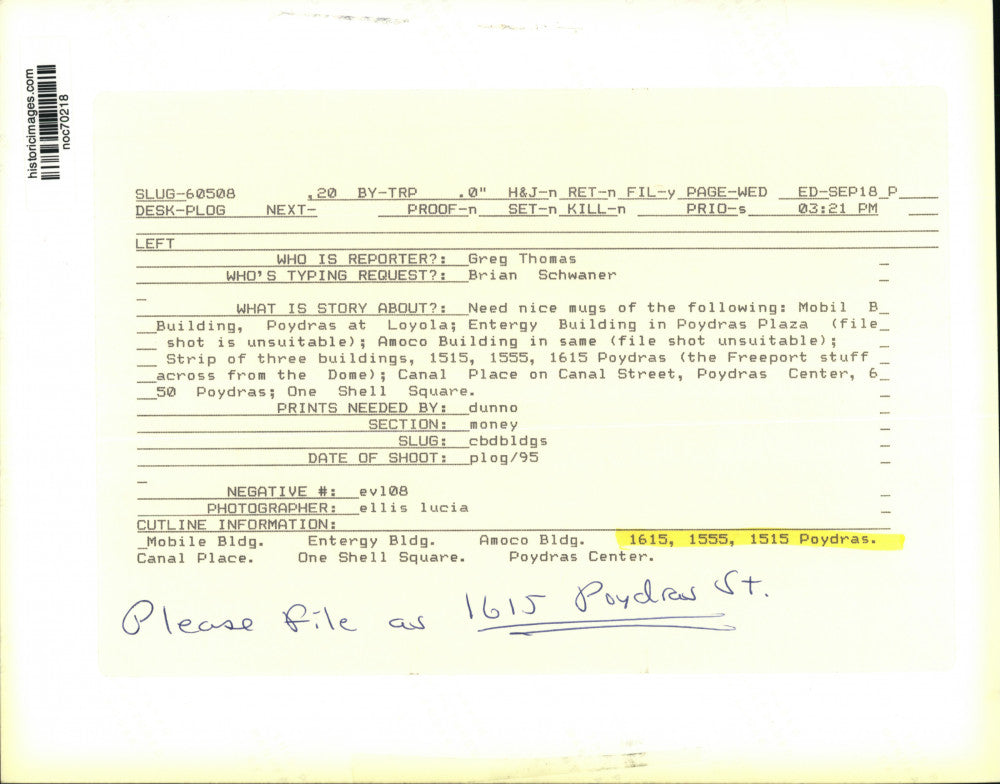 historicimages.com
noc70218
SLUG-60508 ,20 BY-TRP .0" H&J-n RET-n FIL-y PAGE-WED ED-SEP18 P
DESK-PLOG NEXT- PROOF-n SET-n KILL-n PRIO-s 03:21 PM
LEFT
WHO IS REPORTER?: Greg Thomas
WHO'S TYPING REQUEST?: Brian Schwaner
WHAT IS STORY ABOUT?: Need nice mugs of the following: Mobil B
Building, Poydras at Loyola; Entergy Building in Poydras Plaza (file
shot is unsuitable); Amoco Building in same (file shot unsuitable);
Strip of three buildings, 1515, 1555, 1615 Poydras (the Freeport stuff
across from the Dome); Canal Place on Canal Street, Poydras Center, 6
50 Poydras; One Shell Square.
PRINTS NEEDED BY: dunno
SECTION: money
SLUG: cbdbldgs
DATE OF SHOOT: plog/95
NEGATIVE #: evl08
PHOTOGRAPHER: ellis lucia
CUTLINE INFORMATION:
Mobile Bldg. Entergy Bldg. Amoco Bldg. 1615, 1555, 1515 Poydras.
Canal Place. One Shell Square. Poydras Center.
Please file as 1615 Poydras St.